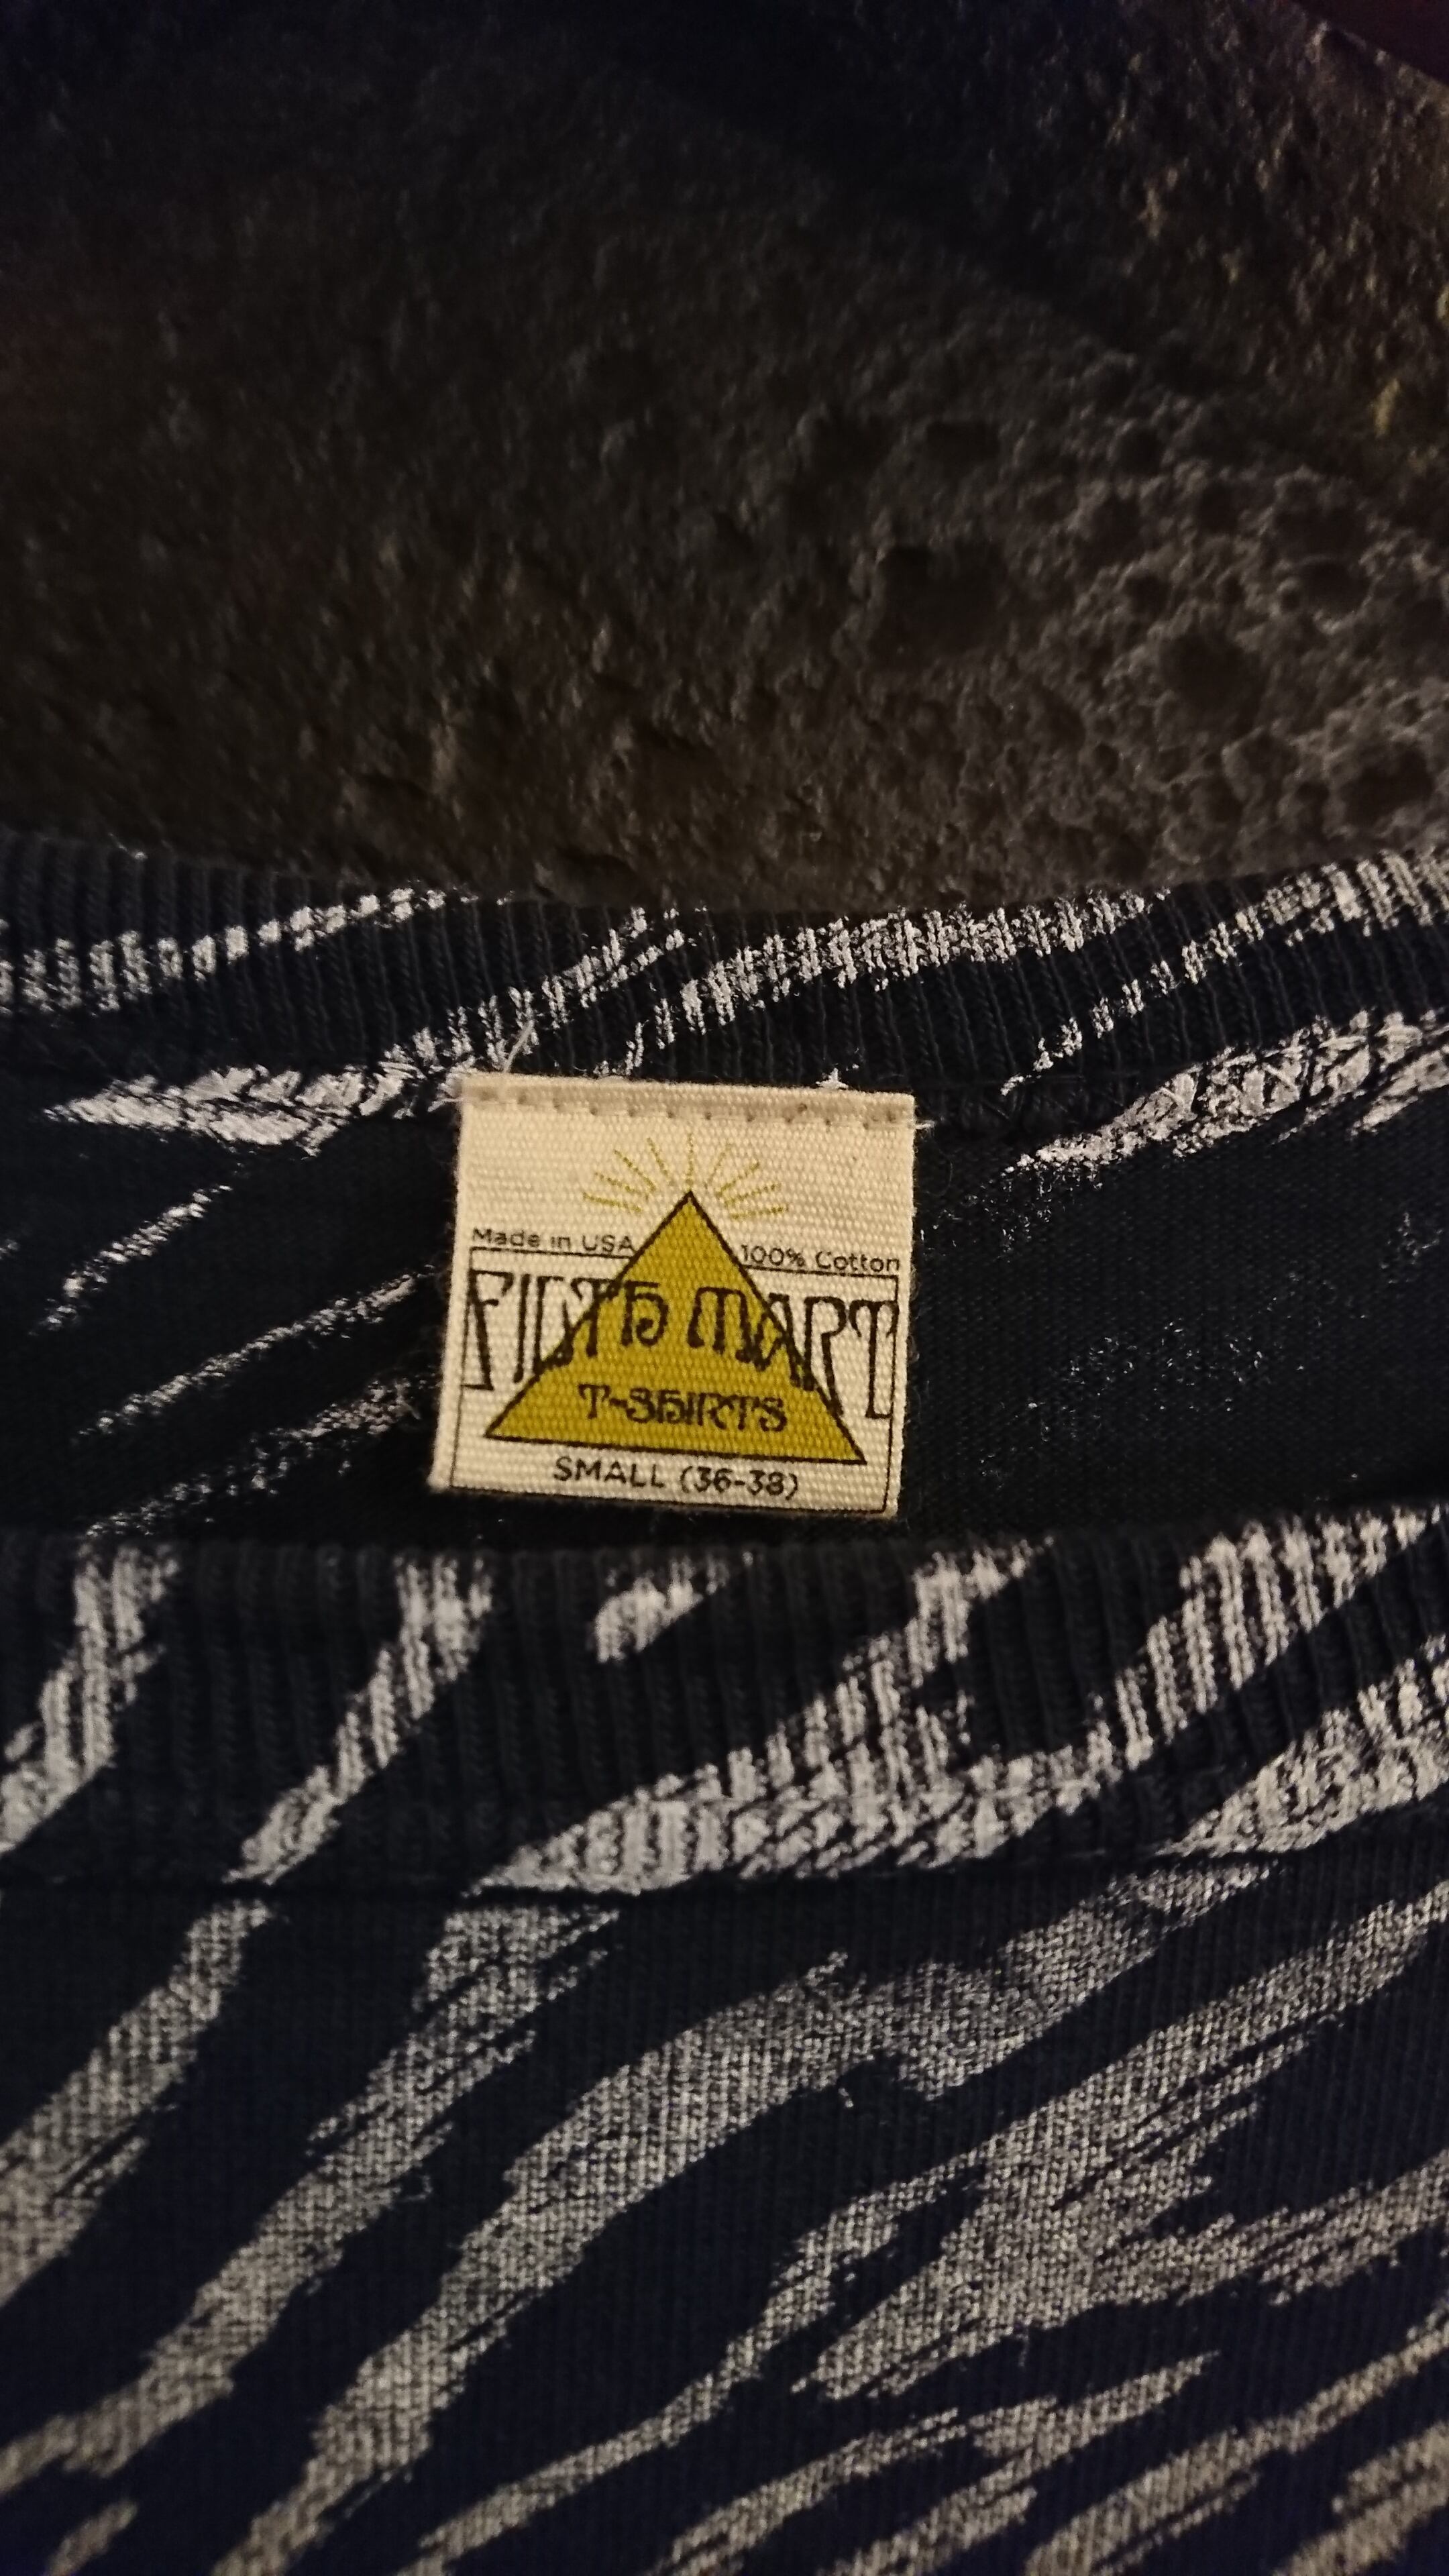 Made in USA
100% Cotton
FILTH MART
T-SHIRTS
SMALL (36-38)